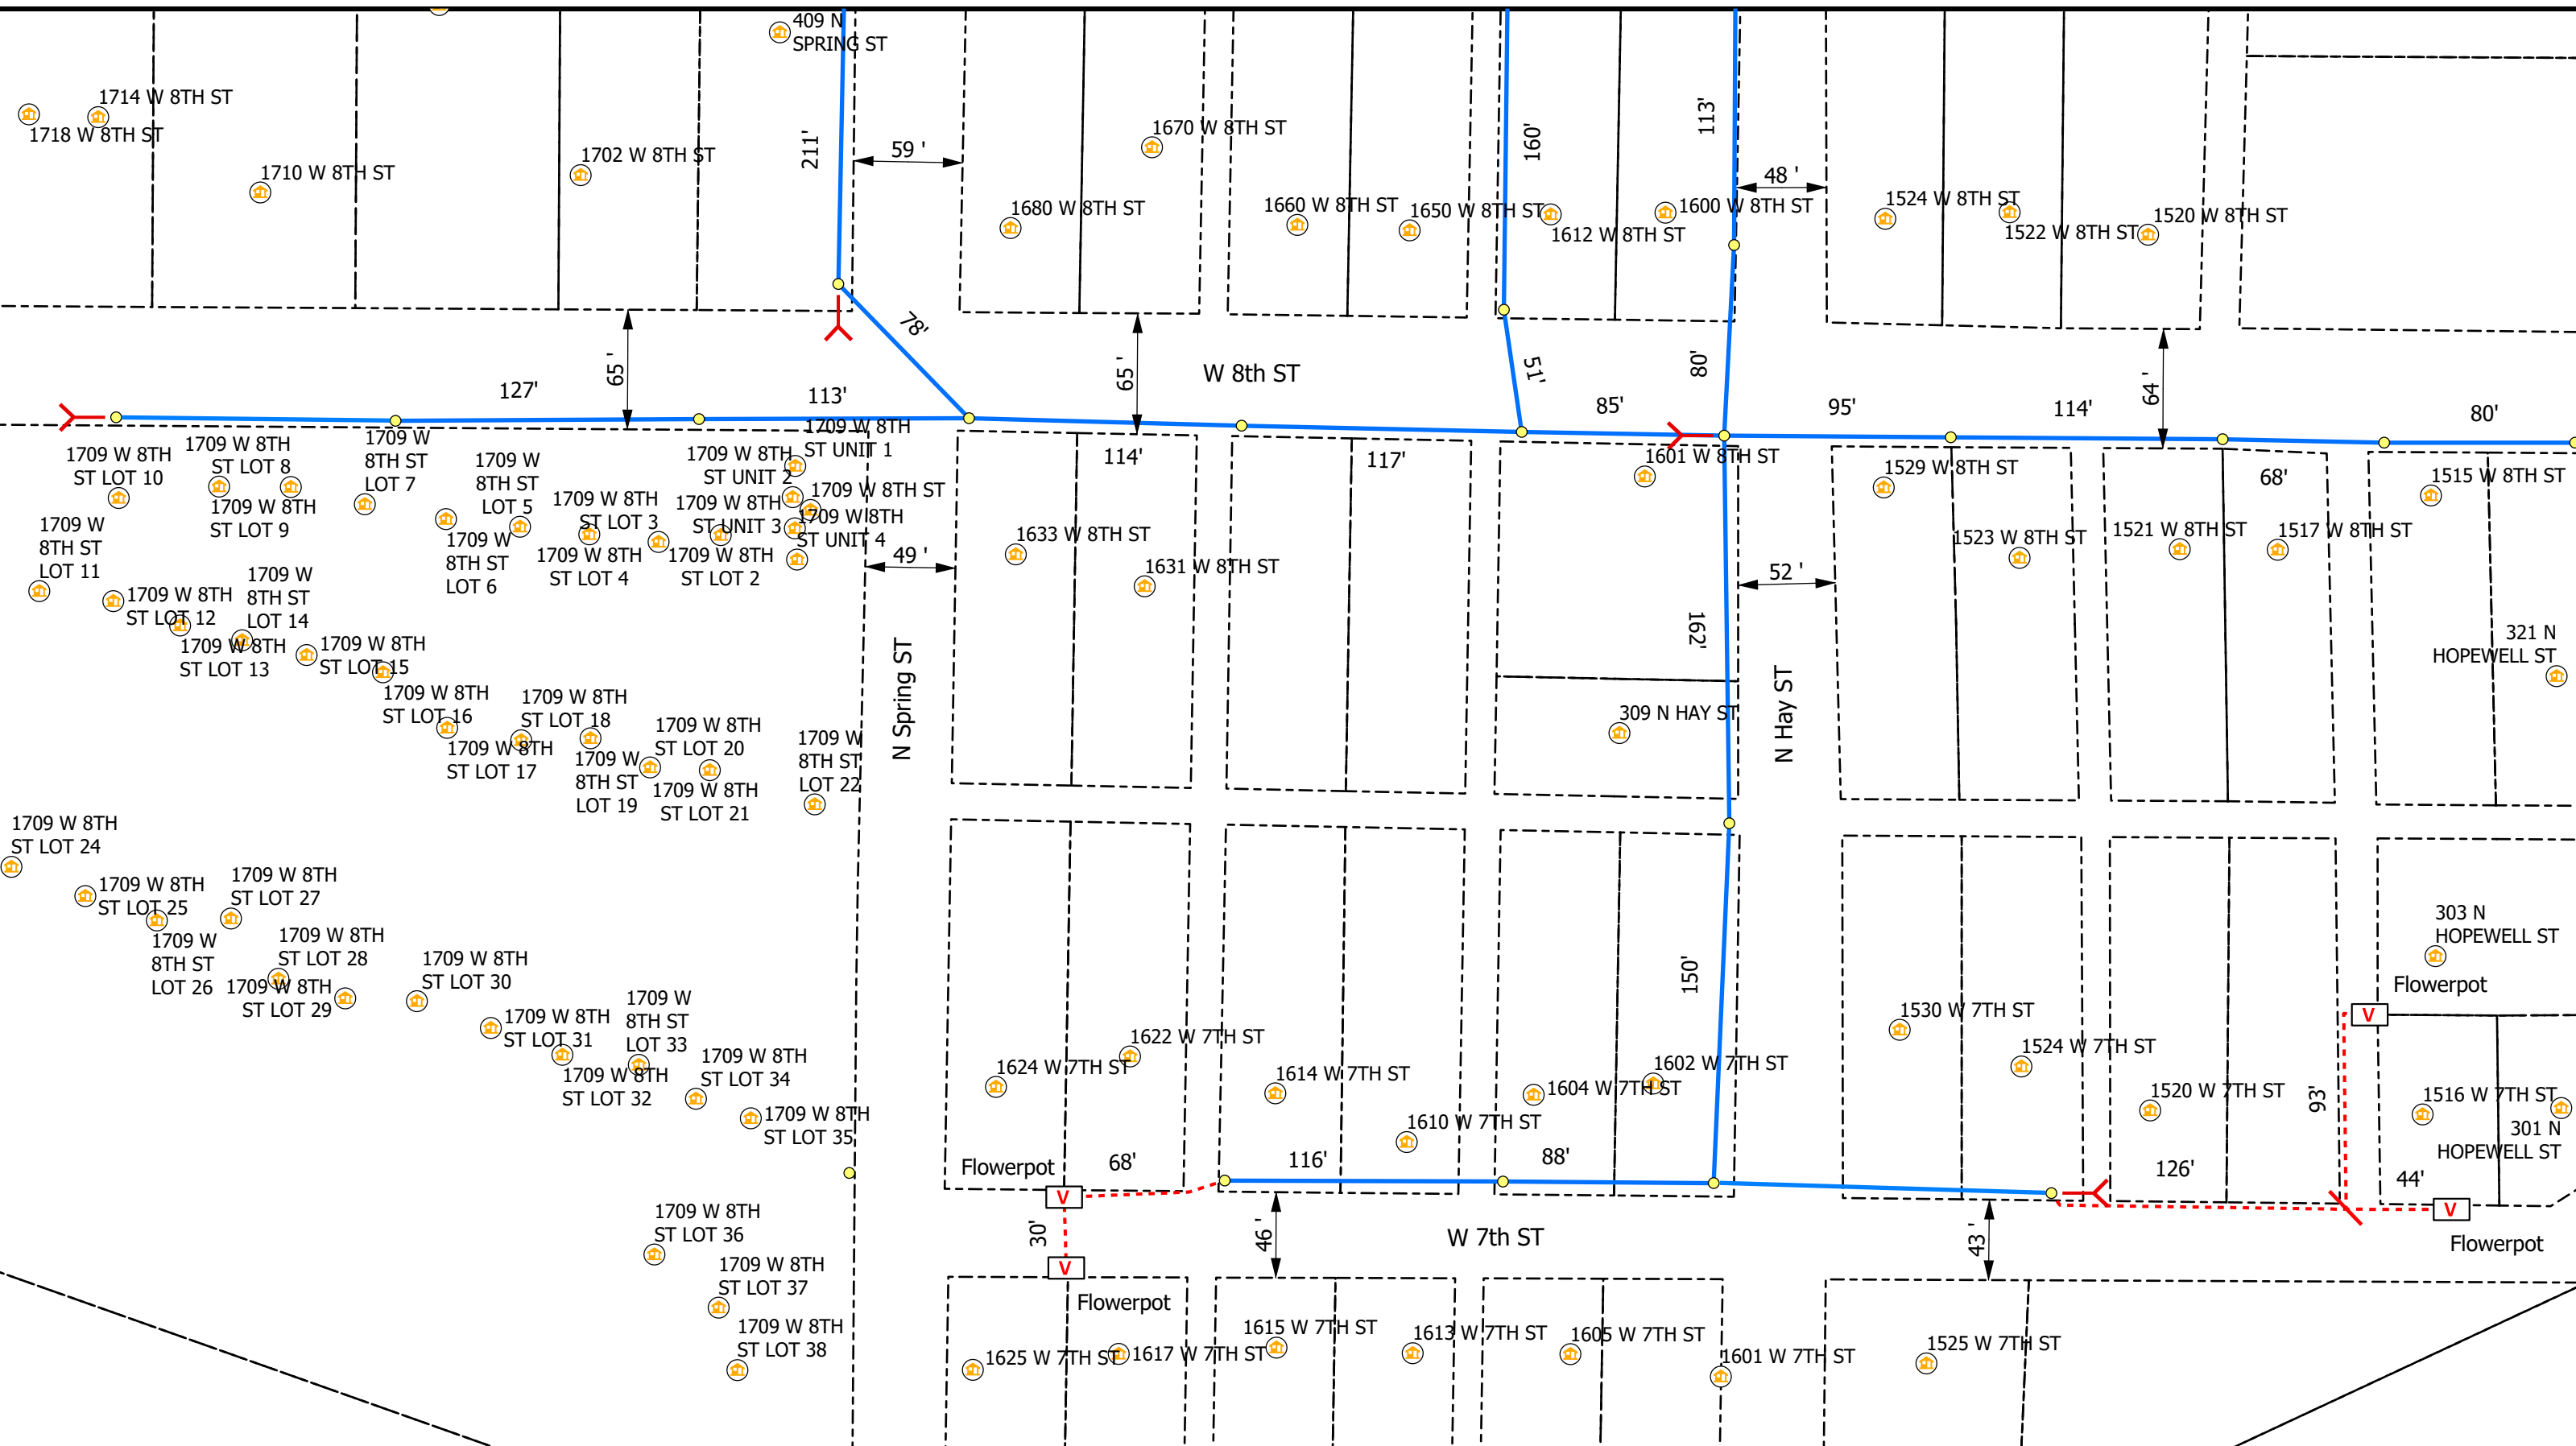 409 N
SPRING ST
1714 W 8TH ST
1718 W 8TH ST
1710 W 8TH ST
1702 W 8TH ST
211'
59 '
1670 W 8TH ST
1680 W 8TH ST
1660 W 8TH ST
1650 W 8TH ST
160'
1612 W 8TH ST
113'
1600 W 8TH ST
48 '
1524 W 8TH ST
1522 W 8TH ST
1520 W 8TH ST
78'
65 '
65 '
W 8th ST
51'
80'
64 '
127'
113'
85'
95'
114'
80'
1709 W 8TH
ST LOT 10
1709 W 8TH
ST LOT 8
1709 W 8TH
ST LOT 9
1709 W
8TH ST
LOT 7
1709 W
8TH ST
LOT 5
1709 W
8TH ST
LOT 6
1709 W 8TH
ST LOT 3
1709 W 8TH
ST LOT 4
1709 W 8TH
ST LOT 2
1709 W 8TH
ST UNIT 1
1709 W 8TH
ST UNIT 2
1709 W 8TH ST
1709 W 8TH
ST UNIT 3
1709 W 8TH
ST UNIT 4
114'
117'
1601 W 8TH ST
1529 W 8TH ST
68'
1515 W 8TH ST
1709 W
8TH ST
LOT 11
1709 W 8TH
ST LOT 12
1709 W 8TH
ST LOT 13
1709 W
8TH ST
LOT 14
1709 W 8TH
ST LOT 15
49 '
1633 W 8TH ST
1631 W 8TH ST
162'
52 '
1523 W 8TH ST
1521 W 8TH ST
1517 W 8TH ST
321 N
HOPEWELL ST
1709 W 8TH
ST LOT 16
1709 W 8TH
ST LOT 17
1709 W 8TH
ST LOT 18
1709 W
8TH ST
LOT 19
1709 W 8TH
ST LOT 20
1709 W 8TH
ST LOT 21
1709 W
8TH ST
LOT 22
N Spring ST
309 N HAY ST
N Hay ST
1709 W 8TH
ST LOT 24
1709 W 8TH
ST LOT 25
1709 W
8TH ST
LOT 26
1709 W 8TH
ST LOT 27
1709 W 8TH
ST LOT 28
1709 W 8TH
ST LOT 29
1709 W 8TH
ST LOT 30
1709 W 8TH
ST LOT 31
1709 W 8TH
ST LOT 32
1709 W
8TH ST
LOT 33
1709 W 8TH
ST LOT 34
1709 W 8TH
ST LOT 35
150'
303 N
HOPEWELL ST
Flowerpot
V
1624 W 7TH ST
1622 W 7TH ST
1614 W 7TH ST
1610 W 7TH ST
1604 W 7TH ST
1602 W 7TH ST
1530 W 7TH ST
1524 W 7TH ST
1520 W 7TH ST
93'
1516 W 7TH ST
301 N
HOPEWELL ST
Flowerpot
V
68'
116'
88'
126'
44'
V
Flowerpot
30'
46 '
W 7th ST
43 '
V
Flowerpot
1709 W 8TH
ST LOT 36
1709 W 8TH
ST LOT 37
1709 W 8TH
ST LOT 38
1625 W 7TH ST
1617 W 7TH ST
1615 W 7TH ST
1613 W 7TH ST
1605 W 7TH ST
1601 W 7TH ST
1525 W 7TH ST